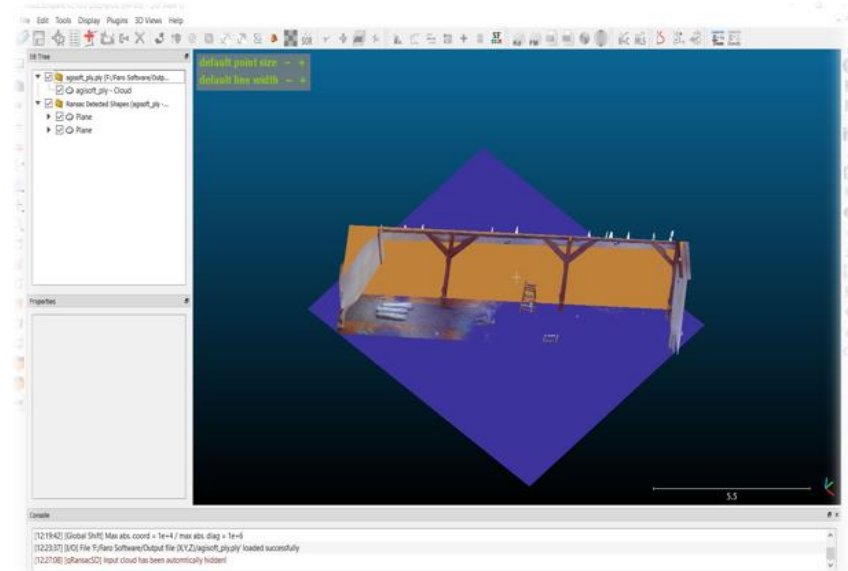 Edit Tools Display Plugins 3D Views Help
SOR
SF
DB Tree
agisoft_ply.ply (F:/Faro Software/Outp...
agisoft_ply - Cloud
Ransac Detected Shapes (agisoft_ply -...
Plane
Plane
default point size - +
default line width - +
Properties
5.5
Console
[12:19:42] [Global Shift] Max abs. coord = 1e+4 / max abs. diag = 1e+6
[12:23:37] [I/O] File 'F:/Faro Software/Output file (X,Y,Z)/agisoft_ply.ply' loaded successfully
[12:27:08] [qRansacSD] Input cloud has been automtically hidden!